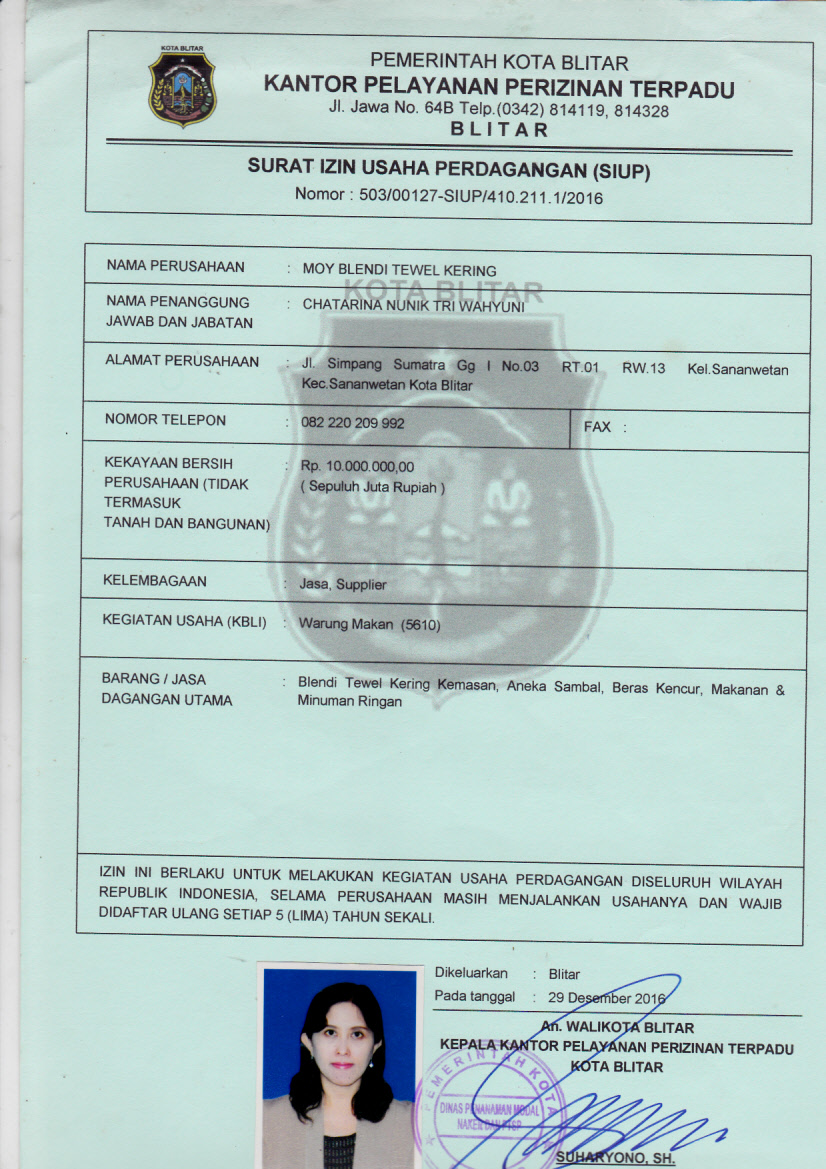 KOTA BLITAR
PEMERINTAH KOTA BLITAR
KANTOR PELAYANAN PERIZINAN TERPADU
Jl. Jawa No. 64B Telp.(0342) 814119, 814328
B L I T A R
SURAT IZIN USAHA PERDAGANGAN (SIUP)
Nomor : 503/00127-SIUP/410.211.1/2016
NAMA PERUSAHAAN : MOY BLENDI TEWEL KERING
KOTA BLITAR
NAMA PENANGGUNG : CHATARINA NUNIK TRI WAHYUNI
JAWAB DAN JABATAN
ALAMAT PERUSAHAAN : Jl. Simpang Sumatra Gg I No.03 RT.01 RW.13 Kel.Sananwetan
Kec.Sananwetan Kota Blitar
NOMOR TELEPON : 082 220 209 992 FAX :
KEKAYAAN BERSIH : Rp. 10.000.000,00
PERUSAHAAN (TIDAK ( Sepuluh Juta Rupiah )
TERMASUK
TANAH DAN BANGUNAN)
KELEMBAGAAN : Jasa, Supplier
KEGIATAN USAHA (KBLI) : Warung Makan (5610)
BARANG / JASA : Blendi Tewel Kering Kemasan, Aneka Sambal, Beras Kencur, Makanan &
DAGANGAN UTAMA Minuman Ringan
IZIN INI BERLAKU UNTUK MELAKUKAN KEGIATAN USAHA PERDAGANGAN DISELURUH WILAYAH
REPUBLIK INDONESIA, SELAMA PERUSAHAAN MASIH MENJALANKAN USAHANYA DAN WAJIB
DIDAFTAR ULANG SETIAP 5 (LIMA) TAHUN SEKALI.
Dikeluarkan : Blitar
Pada tanggal : 29 Desember 2016
An. WALIKOTA BLITAR
KEPALA KANTOR PELAYANAN PERIZINAN TERPADU
KOTA BLITAR
PEMERINTAH KOTA
DINAS PENANAMAN MODAL
NAKER DAN PTSP
SUHARYONO, SH.